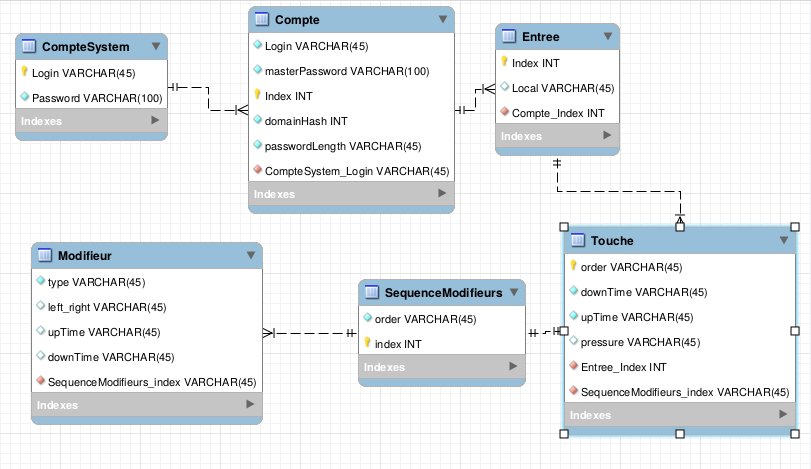 CompteSystem
Login VARCHAR(45)
Password VARCHAR(100)
Indexes
Compte
Login VARCHAR(45)
masterPassword VARCHAR(100)
Index INT
domainHash INT
passwordLength VARCHAR(45)
CompteSystem_Login VARCHAR(45)
Indexes
Entree
Index INT
Local VARCHAR(45)
Compte_Index INT
Indexes
Modifieur
type VARCHAR(45)
left_right VARCHAR(45)
upTime VARCHAR(45)
downTime VARCHAR(45)
SequenceModifieurs_index VARCHAR(45)
Indexes
SequenceModifieurs
order VARCHAR(45)
index INT
Indexes
Touche
order VARCHAR(45)
downTime VARCHAR(45)
upTime VARCHAR(45)
pressure VARCHAR(45)
Entree_Index INT
SequenceModifieurs_index VARCHAR(45)
Indexes